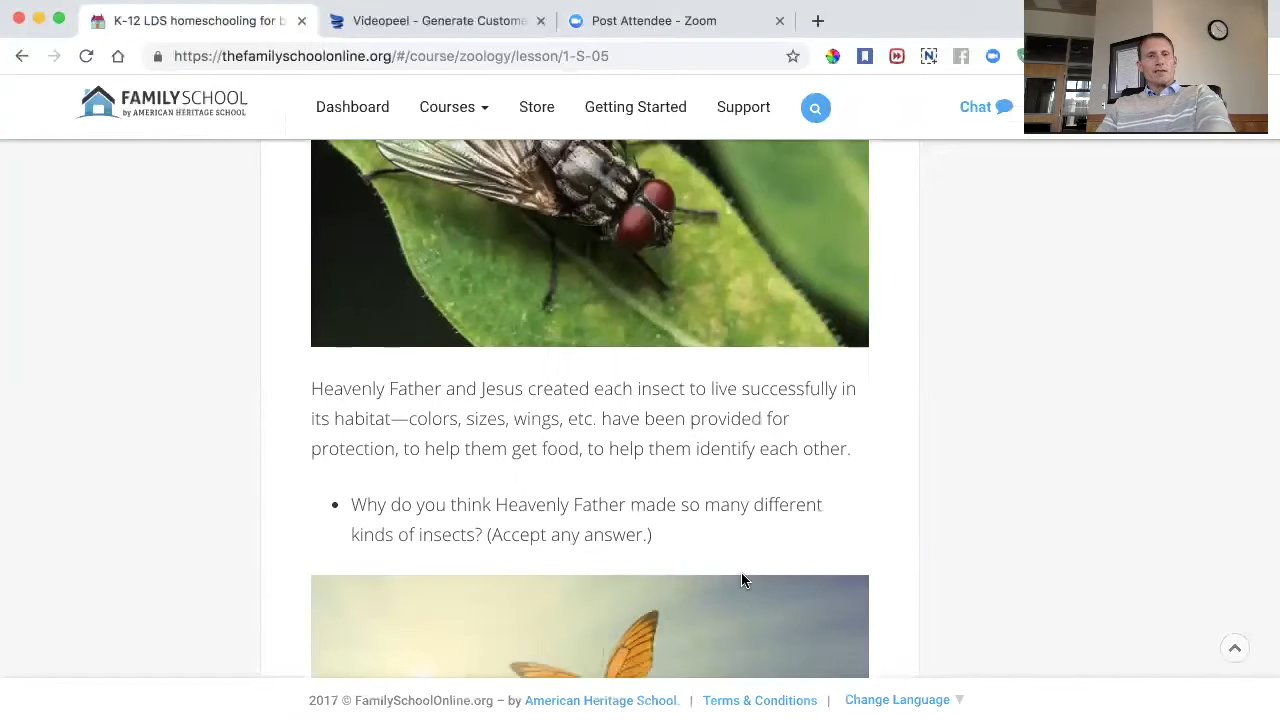 K-12 LDS homeschooling for b
Videopeel - Generate Custome
Post Attendee - Zoom
https://thefamilyschoolonline.org/#/course/zoology/lesson/1-S-05
FAMILYSCHOOL
by AMERICAN HERITAGE SCHOOL
Dashboard
Courses
Store
Getting Started
Support
Chat
Heavenly Father and Jesus created each insect to live successfully in
its habitat—colors, sizes, wings, etc. have been provided for
protection, to help them get food, to help them identify each other.
• Why do you think Heavenly Father made so many different
kinds of insects? (Accept any answer.)
2017 © FamilySchoolOnline.org – by American Heritage School. | Terms & Conditions | Change Language